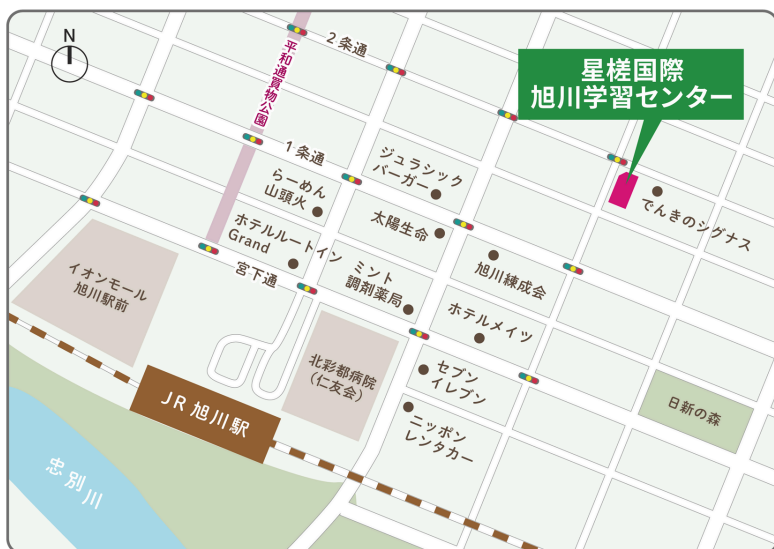 N
2条通
平和通買物公園
星槎国際
旭川学習センター
1条通
ジュラシック
バーガー
らーめん
山頭火
太陽生命
でんきのシグナス
ホテルルートイン
Grand
宮下通
ミント
調剤薬局
旭川練成会
イオンモール
旭川駅前
ホテルメイツ
北彩都病院
(仁友会)
セブン
イレブン
日新の森
JR旭川駅
ニッポン
レンタカー
忠別川